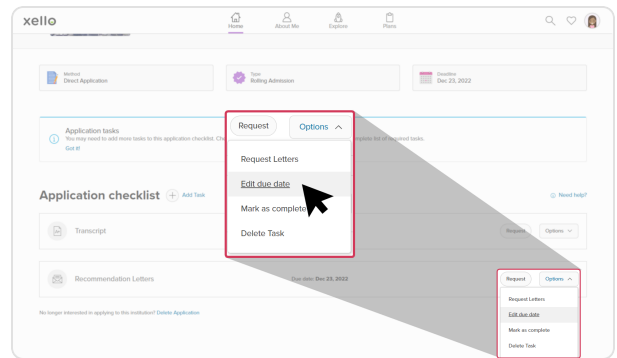 xello
Home
About Me
Explore
Plans
Method
Direct Application
Type
Rolling Admission
Deadline
Dec 23, 2022
Application tasks
You may need to add more tasks to this application checklist. Che
plete list of required tasks.
Got it!
Request
Options
Request Letters
Edit due date
Mark as complete
Delete Task
Application checklist
Add Task
Need help?
Transcript
Request
Options
Recommendation Letters
Due date: Dec 23, 2022
Request
Options
Request Letters
Edit due date
Mark as complete
Delete Task
No longer interested in applying to this institution? Delete Application